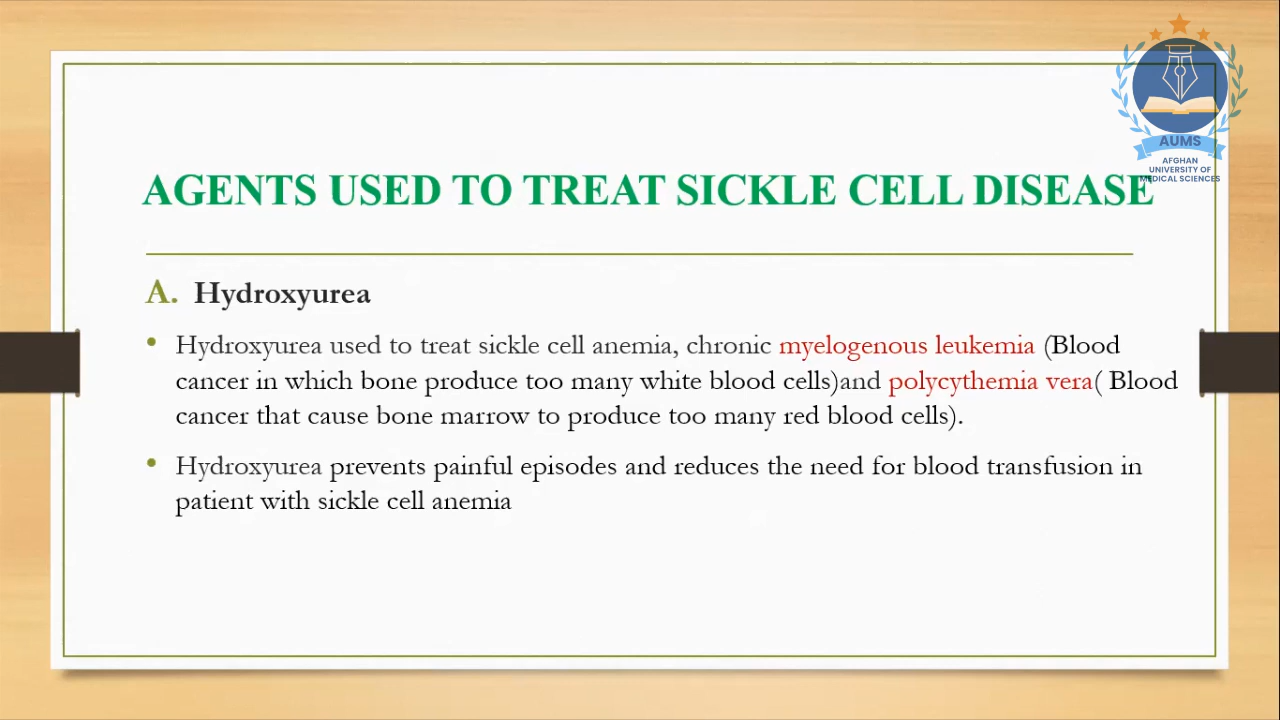 AUMS
AFGHAN
UNIVERSITY OF
MEDICAL SCIENCES
AGENTS USED TO TREAT SICKLE CELL DISEASE
A. Hydroxyurea
• Hydroxyurea used to treat sickle cell anemia, chronic myelogenous leukemia (Blood
cancer in which bone produce too many white blood cells)and polycythemia vera( Blood
cancer that cause bone marrow to produce too many red blood cells).
• Hydroxyurea prevents painful episodes and reduces the need for blood transfusion in
patient with sickle cell anemia